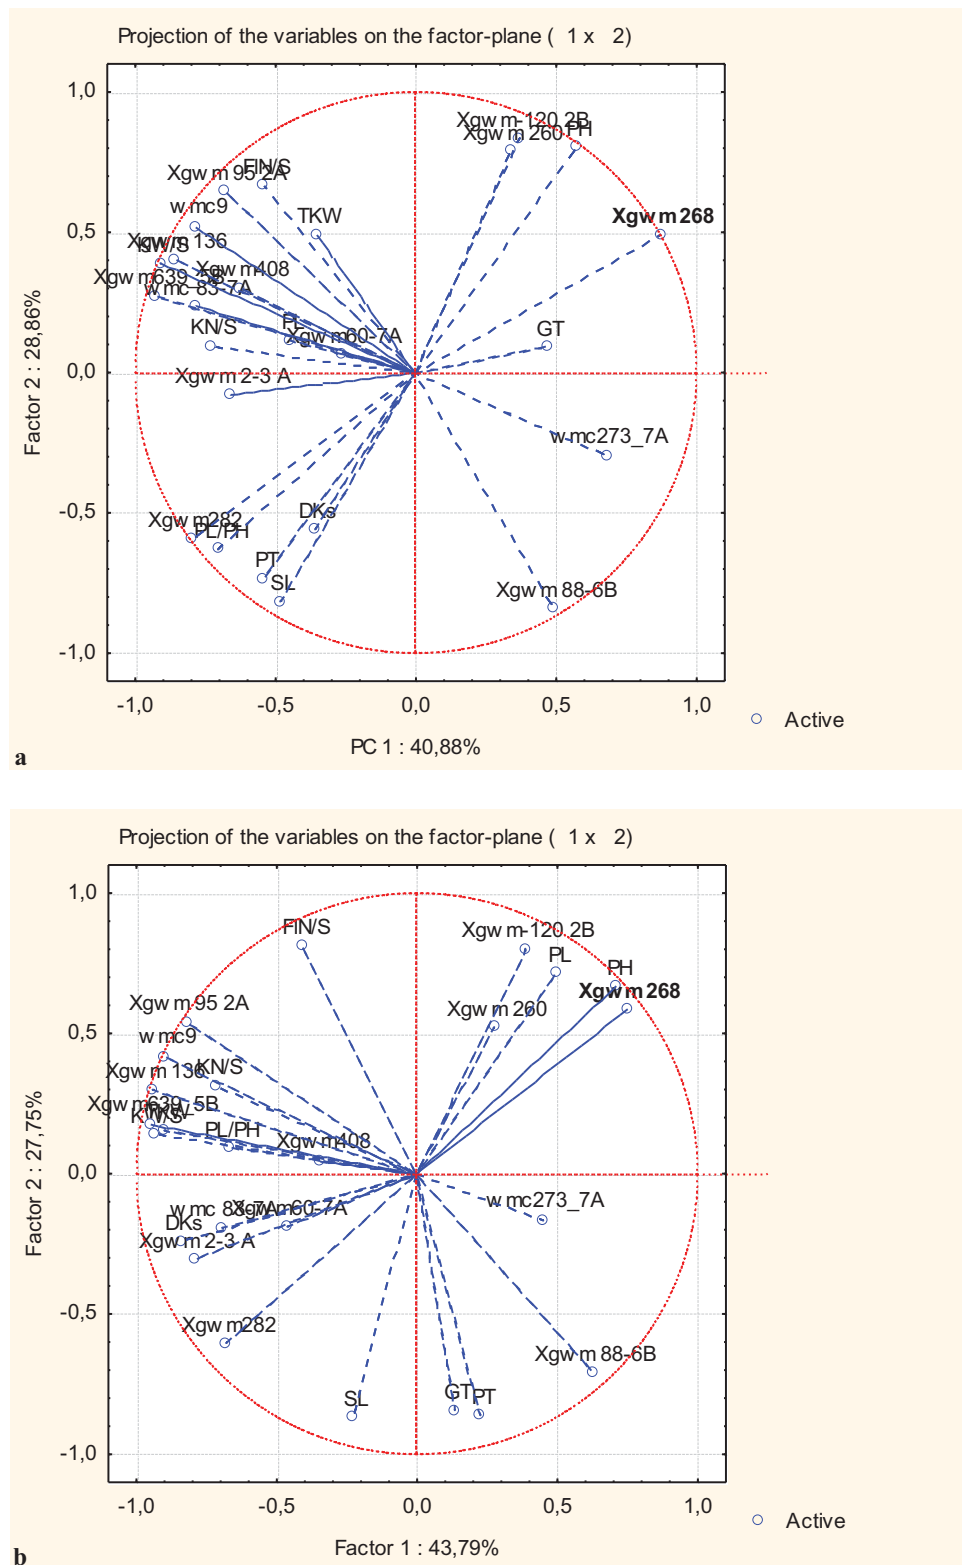 Projection of the variables on the factor-plane ( 1 x 2)
1,0
Xgwm-120 2B
Xgwm 260
PH
FIN/S
Xgwm 95 2A
wmc9
TKW
Xgwm 268
0,5
Xgwm 136
KW/S
Xgwm408
Xgwm639_5B
wmc-83-7A
PL
Xgwm60-7A
KN/S
GT
0,0
Xgwm 2-3 A
wmc273_7A
-0,5
Xgwm282
PL/PH
DKs
PT
SL
Xgwm 88-6B
-1,0
Factor 2 : 28,86%
-1,0 -0,5 0,0 0,5 1,0
Active
PC 1 : 40,88%
a
Projection of the variables on the factor-plane ( 1 x 2)
1,0
FIN/S
Xgwm-120 2B
PL
PH
Xgwm 268
Xgwm 95 2A
Xgwm 260
0,5
wmc9
Xgwm 136
KN/S
Xgwm639_5B
KW/S
PL/PH
Xgwm408
0,0
wmc 83-7A
Xgwm60-7A
wmc273_7A
DKs
Xgwm 2-3 A
-0,5
Xgwm282
Xgwm 88-6B
SL
GT
PT
-1,0
Factor 2 : 27,75%
-1,0 -0,5 0,0 0,5 1,0
Active
Factor 1 : 43,79%
b